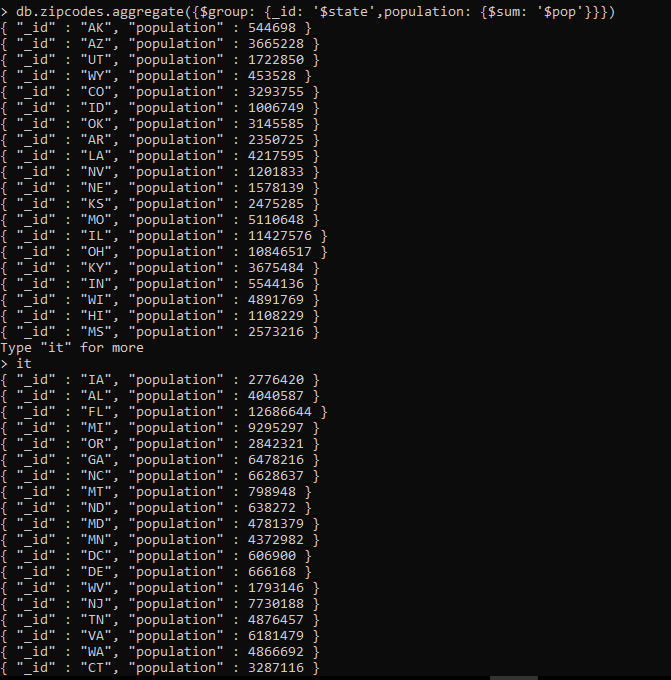 > db.zipcodes.aggregate({$group: {_id: '$state',population: {$sum: '$pop'}}})
{ "_id" : "AK", "population" : 544698 }
{ "_id" : "AZ", "population" : 3665228 }
{ "_id" : "UT", "population" : 1722850 }
{ "_id" : "WY", "population" : 453528 }
{ "_id" : "CO", "population" : 3293755 }
{ "_id" : "ID", "population" : 1006749 }
{ "_id" : "OK", "population" : 3145585 }
{ "_id" : "AR", "population" : 2350725 }
{ "_id" : "LA", "population" : 4217595 }
{ "_id" : "NV", "population" : 1201833 }
{ "_id" : "NE", "population" : 1578139 }
{ "_id" : "KS", "population" : 2475285 }
{ "_id" : "MO", "population" : 5110648 }
{ "_id" : "IL", "population" : 11427576 }
{ "_id" : "OH", "population" : 10846517 }
{ "_id" : "KY", "population" : 3675484 }
{ "_id" : "IN", "population" : 5544136 }
{ "_id" : "WI", "population" : 4891769 }
{ "_id" : "HI", "population" : 1108229 }
{ "_id" : "MS", "population" : 2573216 }
Type "it" for more
> it
{ "_id" : "IA", "population" : 2776420 }
{ "_id" : "AL", "population" : 4040587 }
{ "_id" : "FL", "population" : 12686644 }
{ "_id" : "MI", "population" : 9295297 }
{ "_id" : "OR", "population" : 2842321 }
{ "_id" : "GA", "population" : 6478216 }
{ "_id" : "NC", "population" : 6628637 }
{ "_id" : "MT", "population" : 798948 }
{ "_id" : "ND", "population" : 638272 }
{ "_id" : "MD", "population" : 4781379 }
{ "_id" : "MN", "population" : 4372982 }
{ "_id" : "DC", "population" : 606900 }
{ "_id" : "DE", "population" : 666168 }
{ "_id" : "WV", "population" : 1793146 }
{ "_id" : "NJ", "population" : 7730188 }
{ "_id" : "TN", "population" : 4876457 }
{ "_id" : "VA", "population" : 6181479 }
{ "_id" : "WA", "population" : 4866692 }
{ "_id" : "CT", "population" : 3287116 }